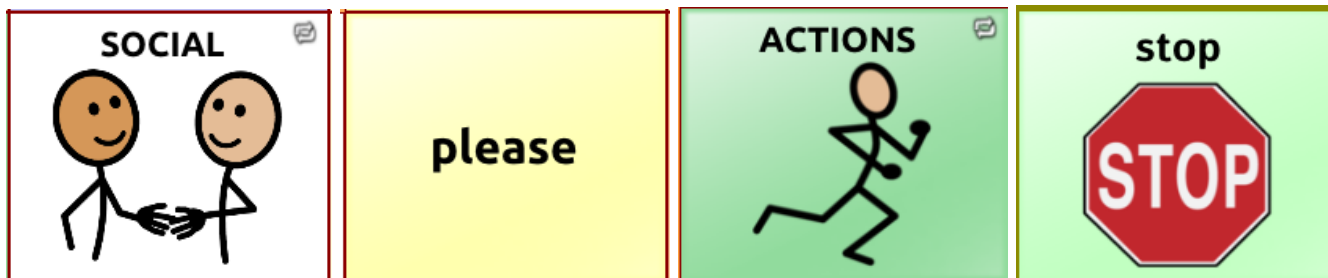 SOCIAL
please
ACTIONS
stop
STOP